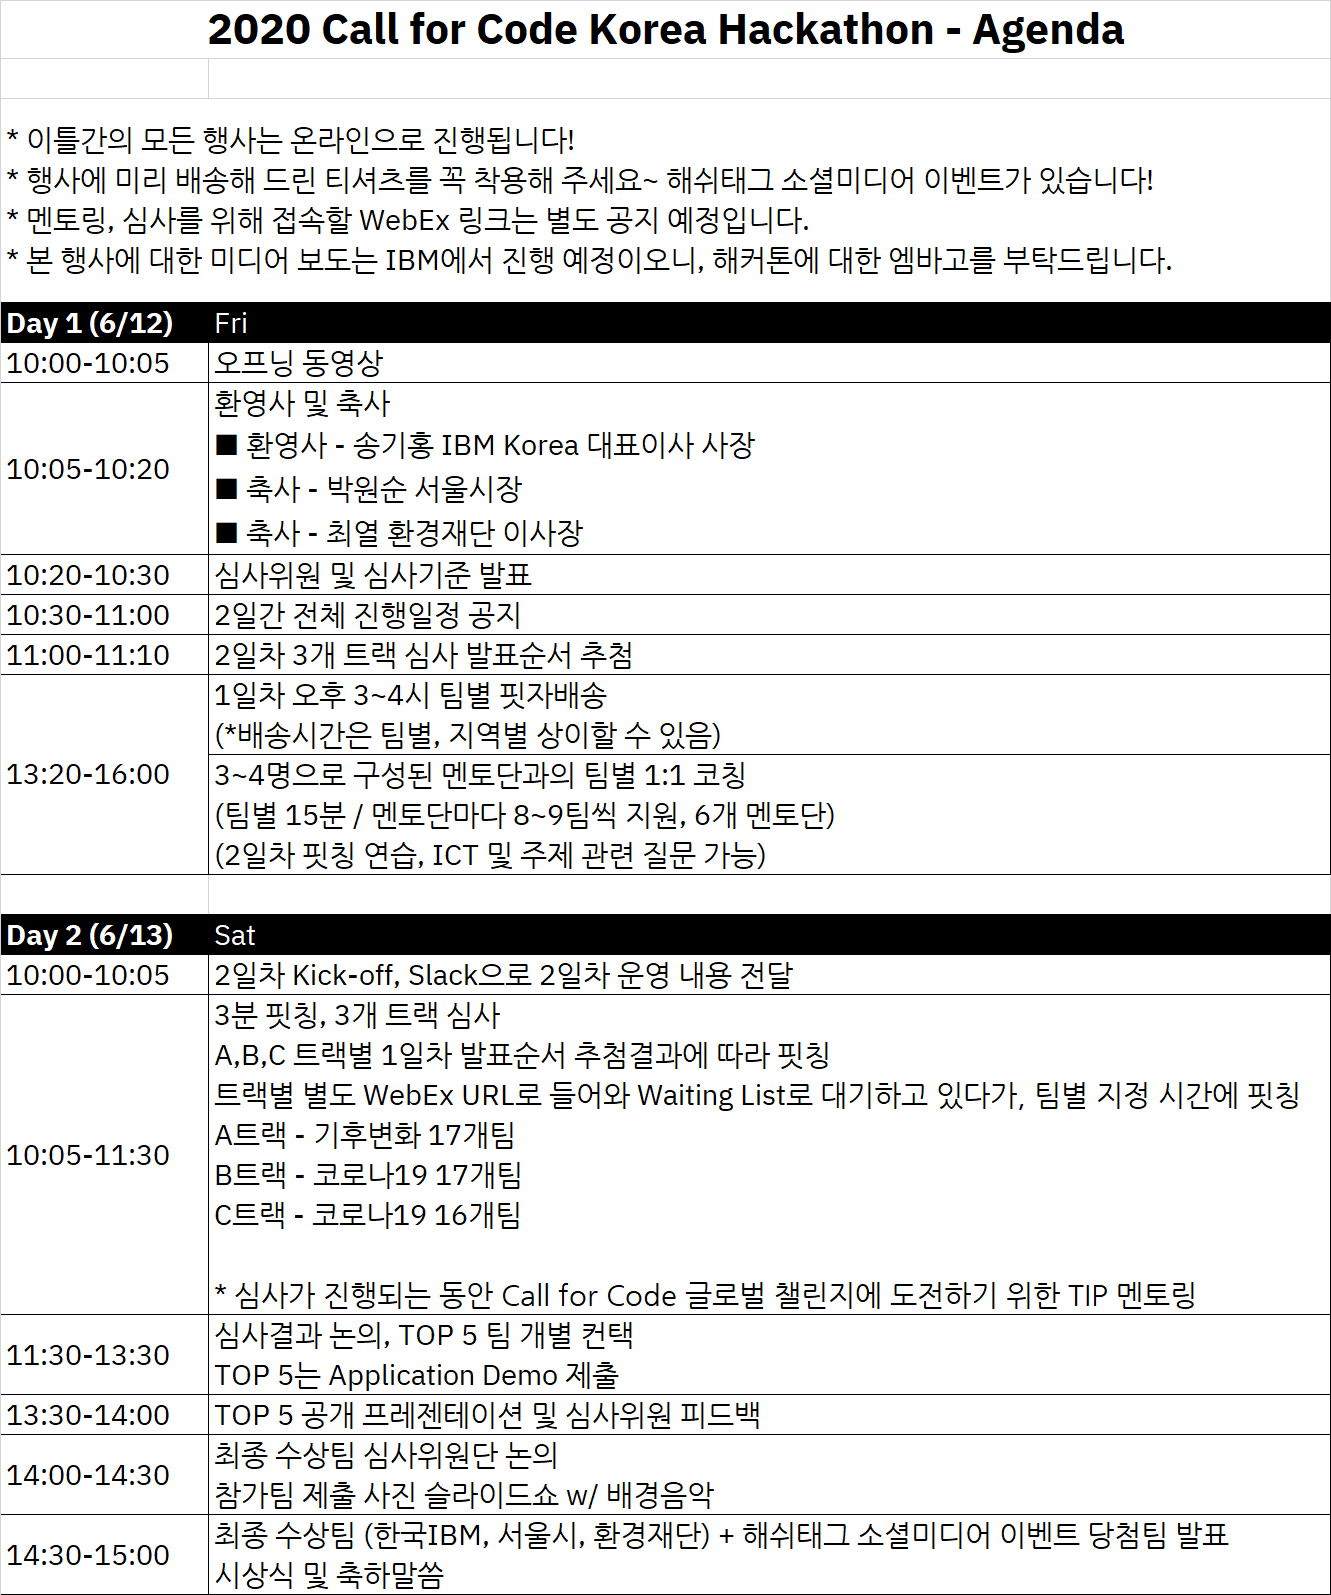 2020 Call for Code Korea Hackathon - Agenda
* 이틀간의 모든 행사는 온라인으로 진행됩니다!
* 행사에 미리 배송해 드린 티셔츠를 꼭 착용해 주세요~ 해쉬태그 소셜미디어 이벤트가 있습니다!
* 멘토링, 심사를 위해 접속할 WebEx 링크는 별도 공지 예정입니다.
* 본 행사에 대한 미디어 보도는 IBM에서 진행 예정이오니, 해커톤에 대한 엠바고를 부탁드립니다.
Day 1 (6/12) Fri
10:00-10:05 오프닝 동영상
10:05-10:20
환영사 및 축사
■ 환영사 - 송기홍 IBM Korea 대표이사 사장
■ 축사 - 박원순 서울시장
■ 축사 - 최열 환경재단 이사장
10:20-10:30 심사위원 및 심사기준 발표
10:30-11:00 2일간 전체 진행일정 공지
11:00-11:10 2일차 3개 트랙 심사 발표순서 추첨
13:20-16:00
1일차 오후 3~4시 팀별 핏자배송
(*배송시간은 팀별, 지역별 상이할 수 있음)
3~4명으로 구성된 멘토단과의 팀별 1:1 코칭
(팀별 15분 / 멘토단마다 8~9팀씩 지원, 6개 멘토단)
(2일차 핏칭 연습, ICT 및 주제 관련 질문 가능)
Day 2 (6/13) Sat
10:00-10:05 2일차 Kick-off, Slack으로 2일차 운영 내용 전달
10:05-11:30
3분 핏칭, 3개 트랙 심사
A,B,C 트랙별 1일차 발표순서 추첨결과에 따라 핏칭
트랙별 별도 WebEx URL로 들어와 Waiting List로 대기하고 있다가, 팀별 지정 시간에 핏칭
A트랙 - 기후변화 17개팀
B트랙 - 코로나19 17개팀
C트랙 - 코로나19 16개팀
* 심사가 진행되는 동안 Call for Code 글로벌 챌린지에 도전하기 위한 TIP 멘토링
11:30-13:30
심사결과 논의, TOP 5 팀 개별 컨택
TOP 5는 Application Demo 제출
13:30-14:00 TOP 5 공개 프레젠테이션 및 심사위원 피드백
14:00-14:30
최종 수상팀 심사위원단 논의
참가팀 제출 사진 슬라이드쇼 w/ 배경음악
14:30-15:00
최종 수상팀 (한국IBM, 서울시, 환경재단) + 해쉬태그 소셜미디어 이벤트 당첨팀 발표
시상식 및 축하말씀